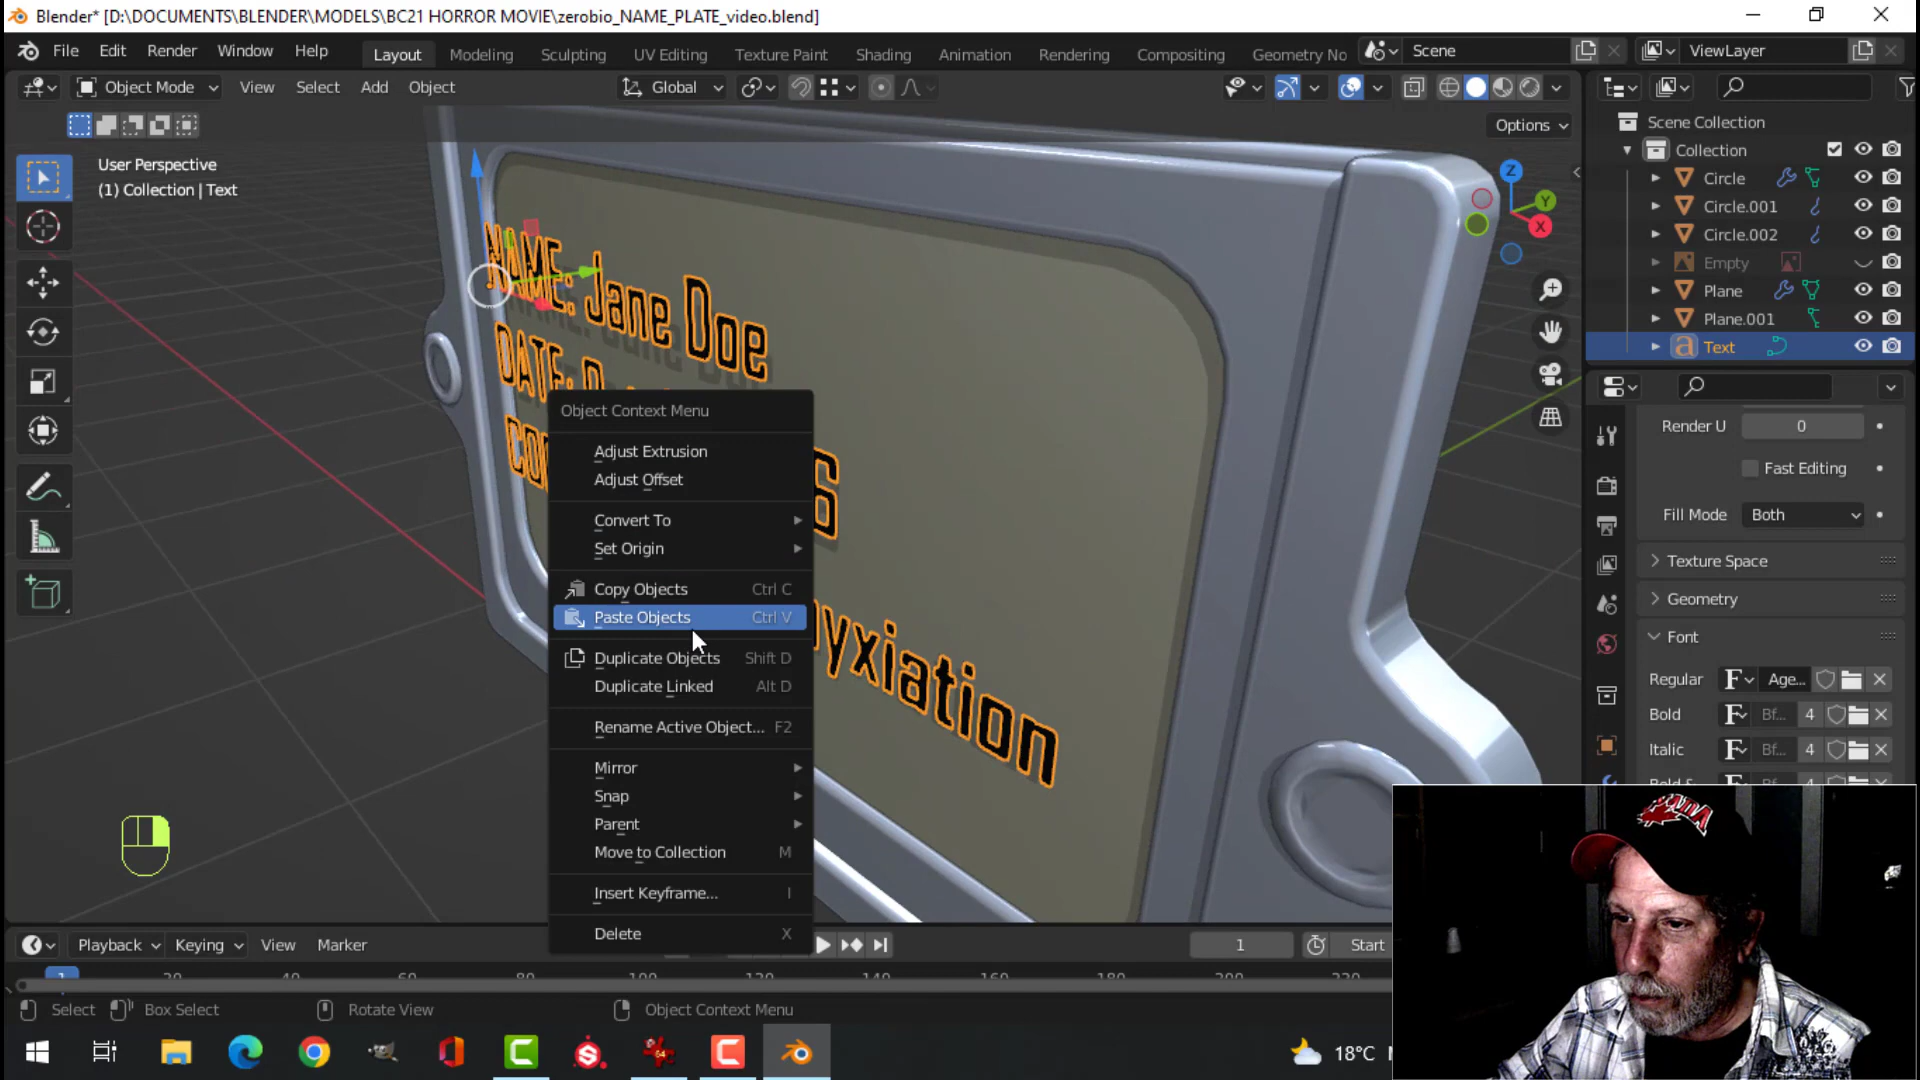 Blender* [D:\DOCUMENTS\BLENDER\MODELS\BC21 HORROR MOVIE\zerobio_NAME_PLATE_video.blend]
File Edit Render Window Help Layout Modeling Sculpting UV Editing Texture Paint Shading Animation Rendering Compositing Geometry No Scene ViewLayer
Object Mode View Select Add Object Global
Options
User Perspective
(1) Collection | Text
Z
Y
X
Scene Collection
Collection
Circle
Circle.001
Circle.002
Empty
Plane
Plane.001
Text
NAME: Jane Doe
DATE:
6
yxiation
Object Context Menu
Adjust Extrusion
Adjust Offset
Convert To
Set Origin
Copy Objects Ctrl C
Paste Objects Ctrl V
Duplicate Objects Shift D
Duplicate Linked Alt D
Rename Active Object... F2
Mirror
Snap
Parent
Move to Collection M
Insert Keyframe... I
Delete X
Render U 0
Fast Editing
Fill Mode Both
Texture Space
Geometry
Font
Regular Age...
Bold Bf... 4
Italic Bf... 4
Playback Keying View Marker 1 Start
Select Box Select Rotate View Object Context Menu
18°C